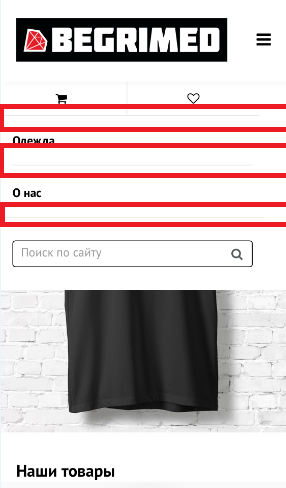 BEGRIMED
Одежда
О нас
Поиск по сайту
Наши товары